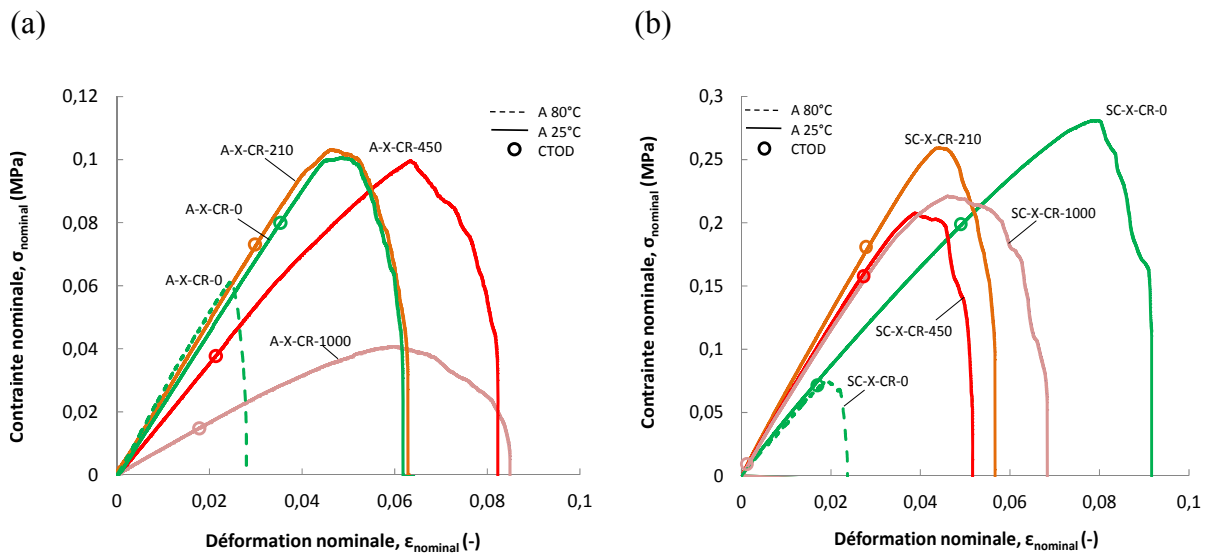 (a)
0,12
0,1
0,08
0,06
0,04
0,02
0
0
0,02
0,04
0,06
0,08
0,1
Contrainte nominale, σnominal (MPa)
Déformation nominale, εnominal (-)
A 80°C
A 25°C
CTOD
A-X-CR-210
A-X-CR-450
A-X-CR-0
A-X-CR-0
A-X-CR-1000
(b)
0,3
0,25
0,2
0,15
0,1
0,05
0
0
0,02
0,04
0,06
0,08
0,1
Contrainte nominale, σnominal (MPa)
Déformation nominale, εnominal (-)
A 80°C
A 25°C
CTOD
SC-X-CR-0
SC-X-CR-210
SC-X-CR-1000
SC-X-CR-450
SC-X-CR-0